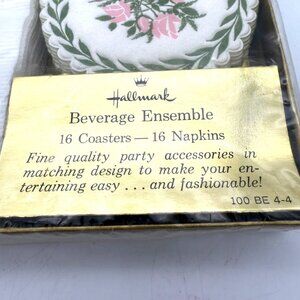 Hallmark
Beverage Ensemble
16 Coasters — 16 Napkins
Fine quality party accessories in
matching design to make your en-
tertaining easy . . . and fashionable!
100 BE 4-4